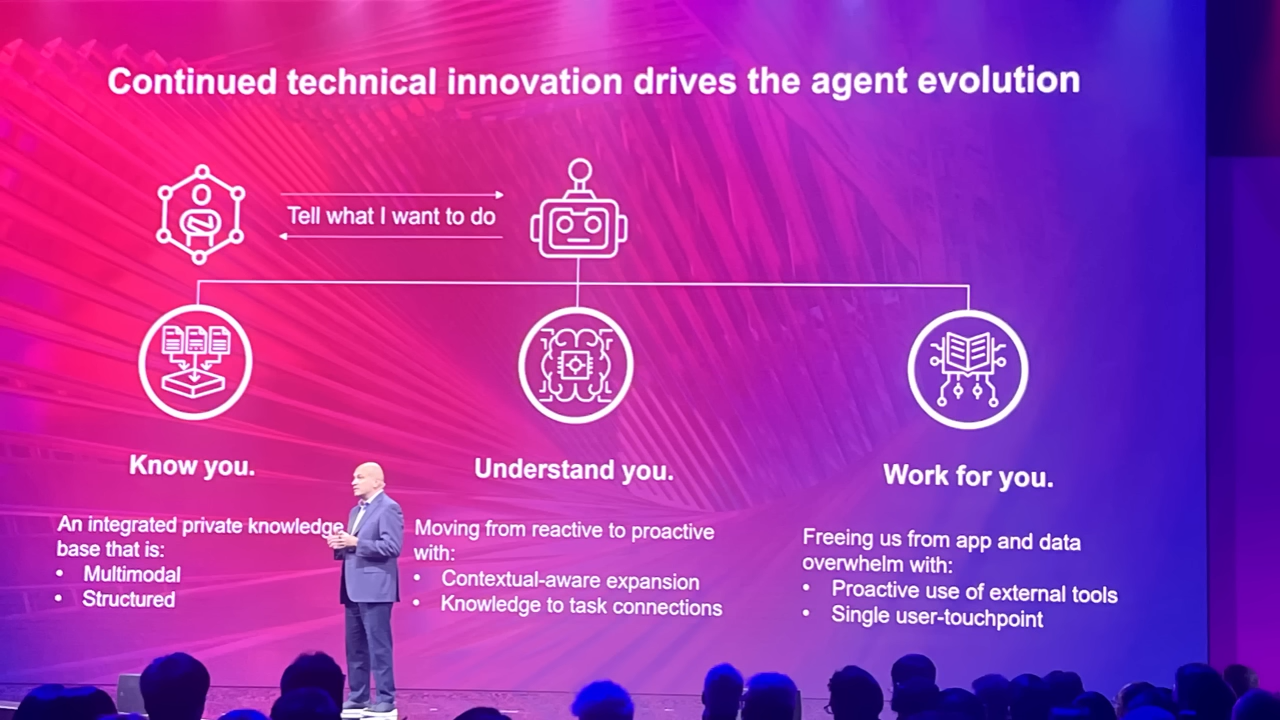 Continued technical innovation drives the agent evolution
Tell what I want to do
Know you.
An integrated private knowledge
base that is:
• Multimodal
• Structured
Understand you.
Moving from reactive to proactive
with:
• Contextual-aware expansion
• Knowledge to task connections
Work for you.
Freeing us from app and data
overwhelm with:
• Proactive use of external tools
• Single user-touchpoint